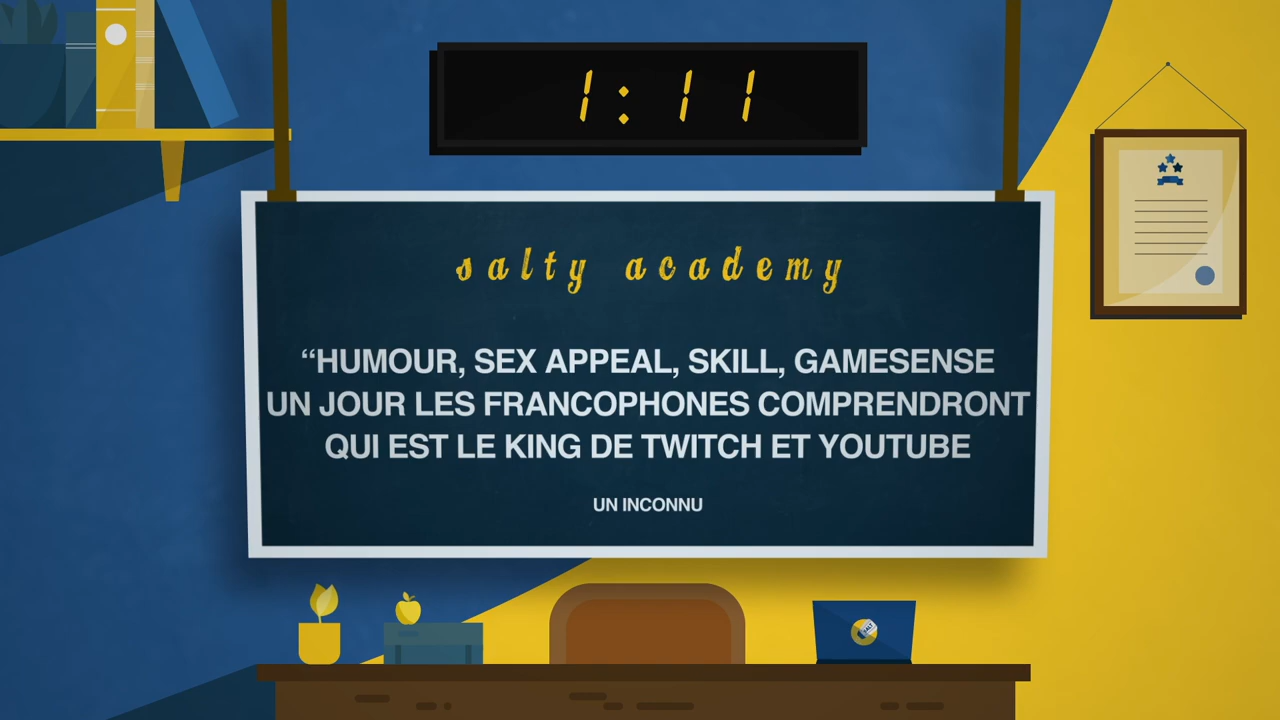 1:11
salty academy
“HUMOUR, SEX APPEAL, SKILL, GAMESENSE
UN JOUR LES FRANCOPHONES COMPRENDRONT
QUI EST LE KING DE TWITCH ET YOUTUBE
UN INCONNU
SALT